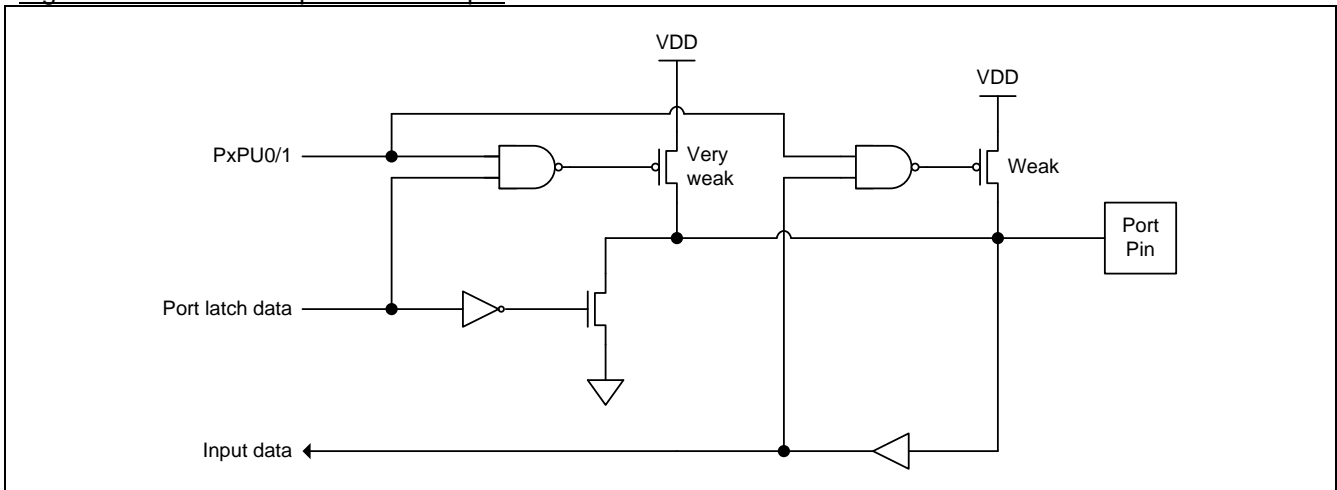 VDD
VDD
PxPU0/1
Very
weak
Weak
Port
Pin
Port latch data
Input data